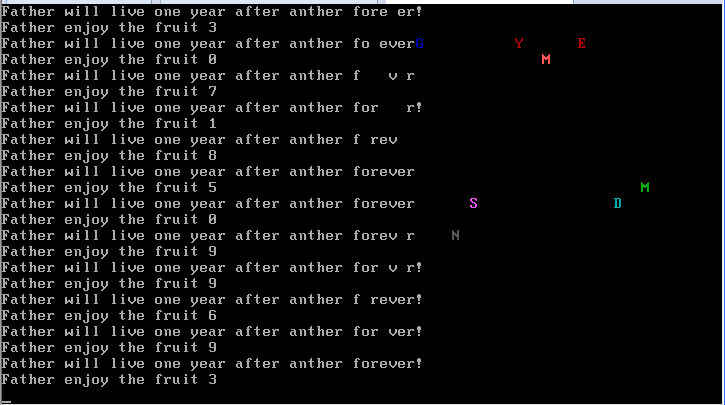 Father will live one year after anther fore er!
Father enjoy the fruit 3
Father will live one year after anther fo everG Y E
Father enjoy the fruit 0 M
Father will live one year after anther f   v r
Father enjoy the fruit 7
Father will live one year after anther for   r!
Father enjoy the fruit 1
Father will live one year after anther f rev
Father enjoy the fruit 8
Father will live one year after anther forever
Father enjoy the fruit 5 M
Father will live one year after anther forever S D
Father enjoy the fruit 0
Father will live one year after anther forev r N
Father enjoy the fruit 9
Father will live one year after anther for v r!
Father enjoy the fruit 9
Father will live one year after anther f rever!
Father enjoy the fruit 6
Father will live one year after anther for ver!
Father enjoy the fruit 9
Father will live one year after anther forever!
Father enjoy the fruit 3
_